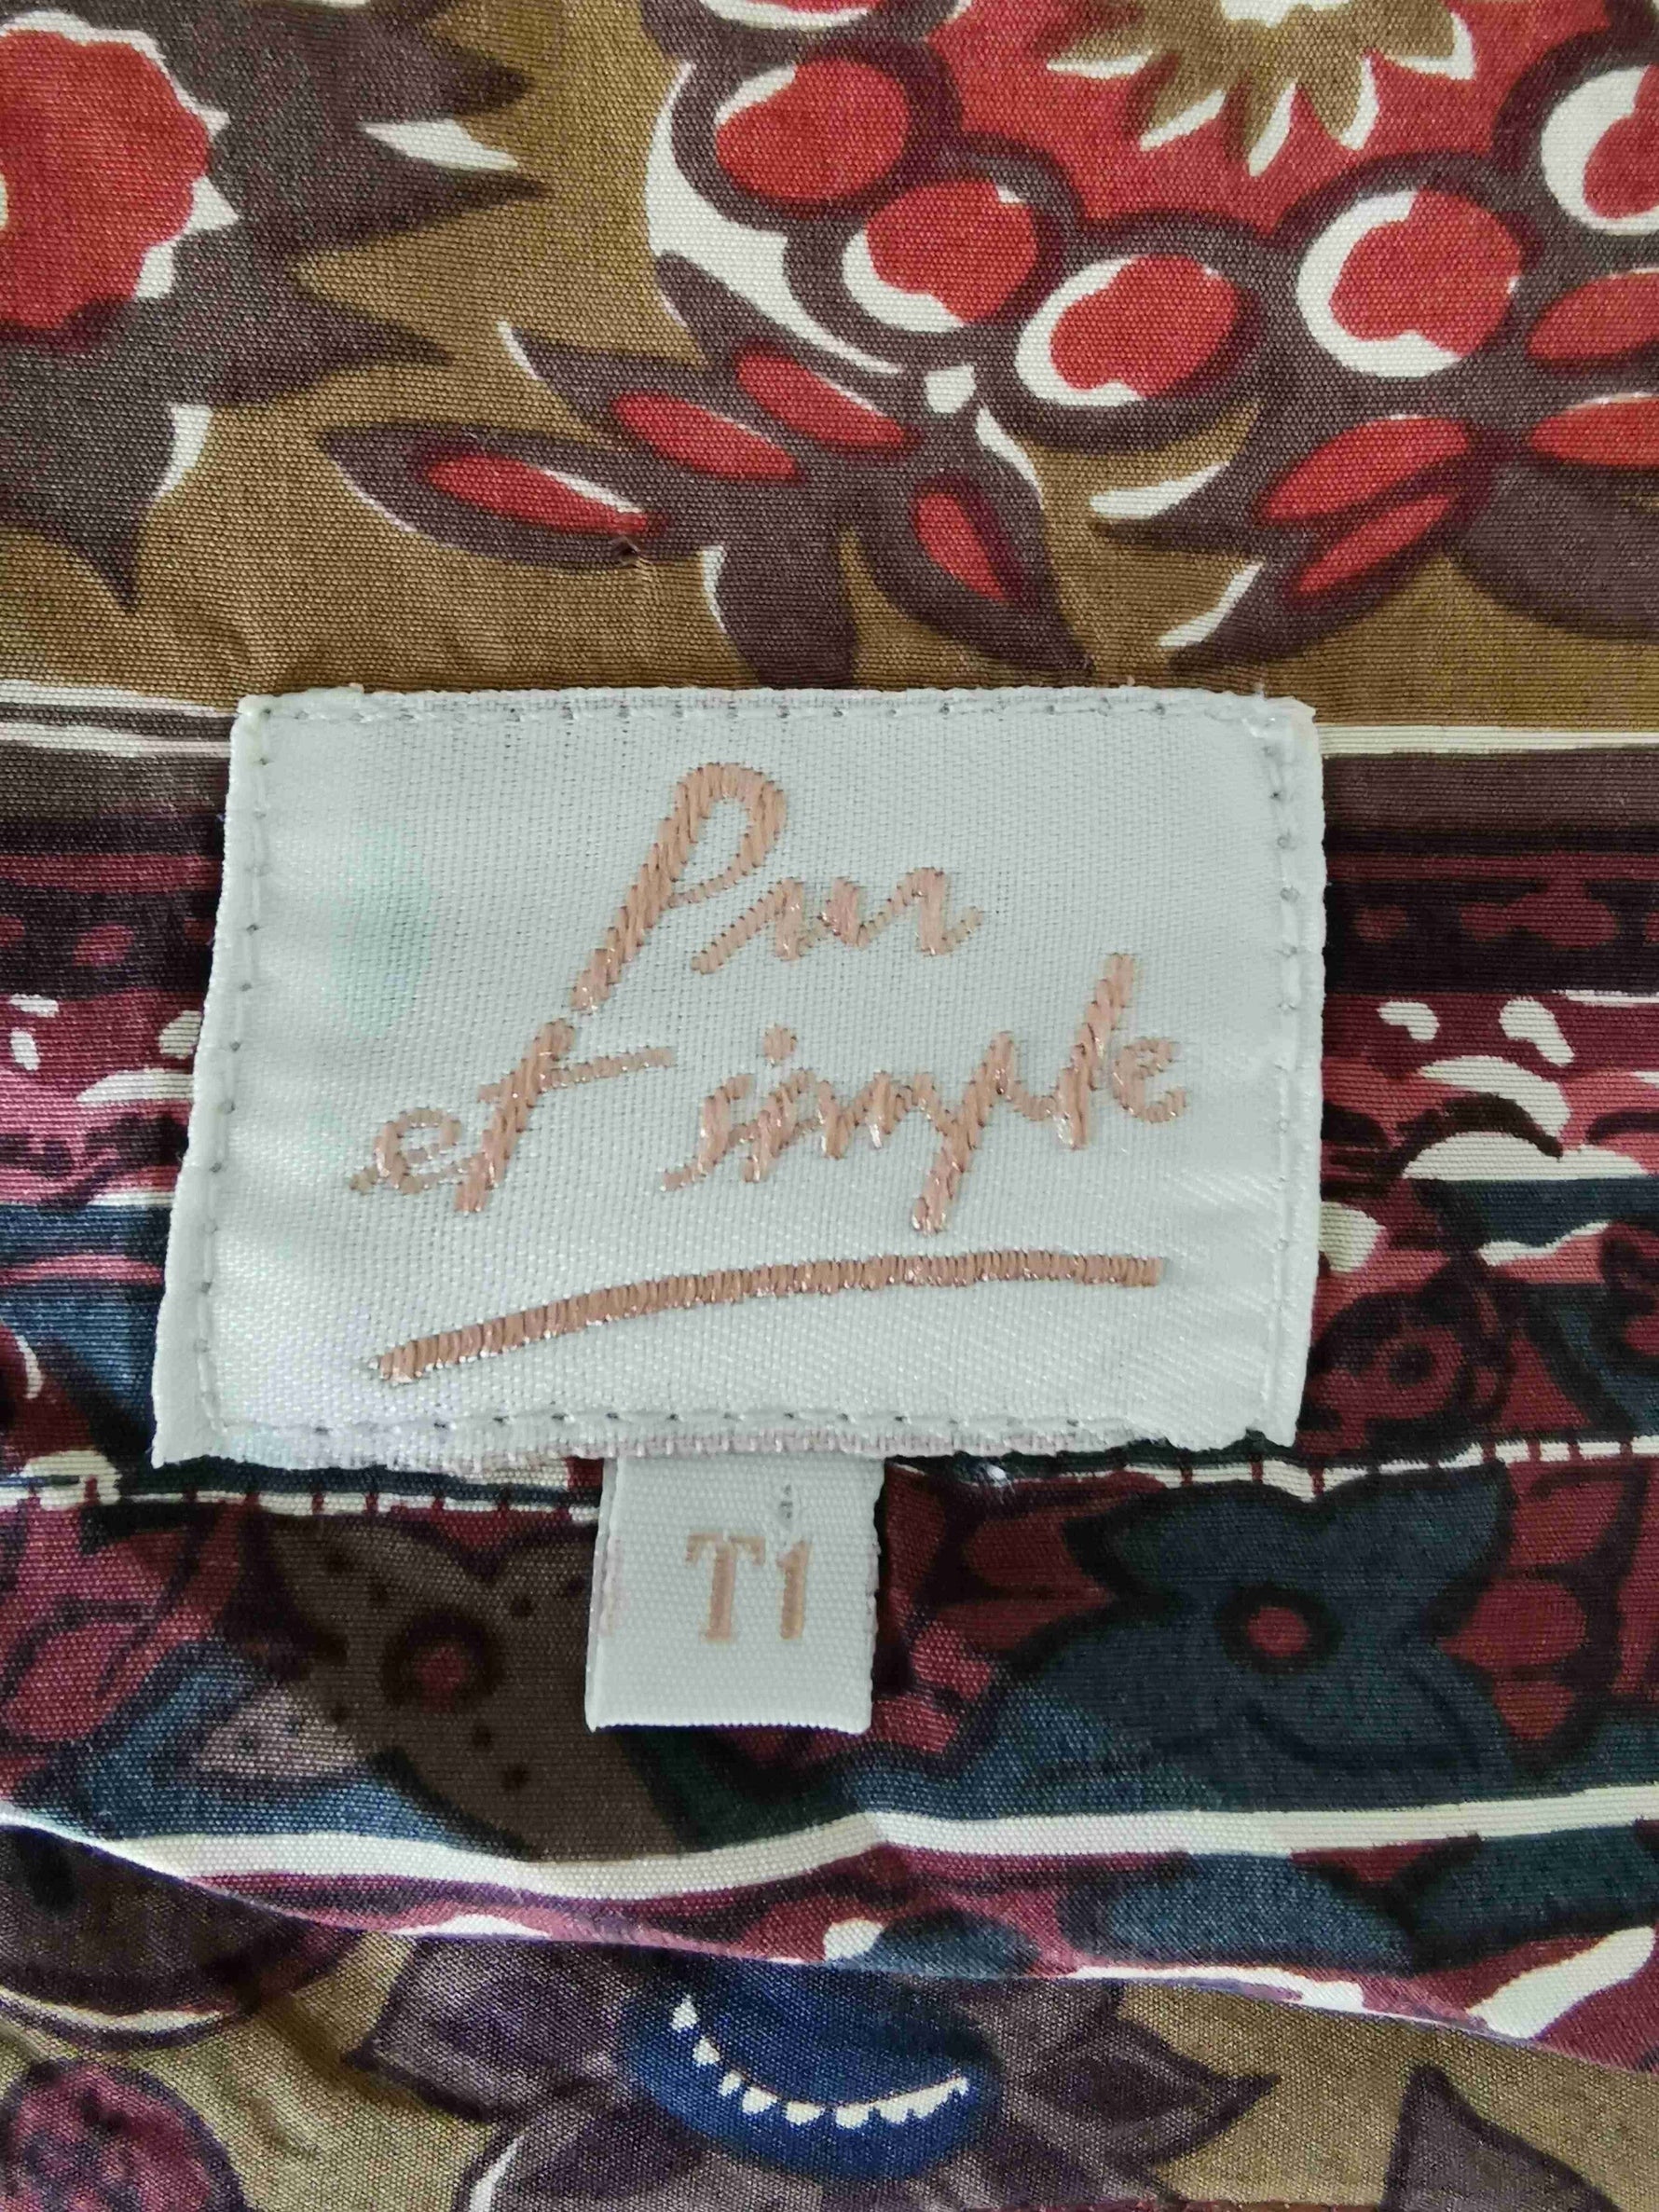 Pur
et simple
T1